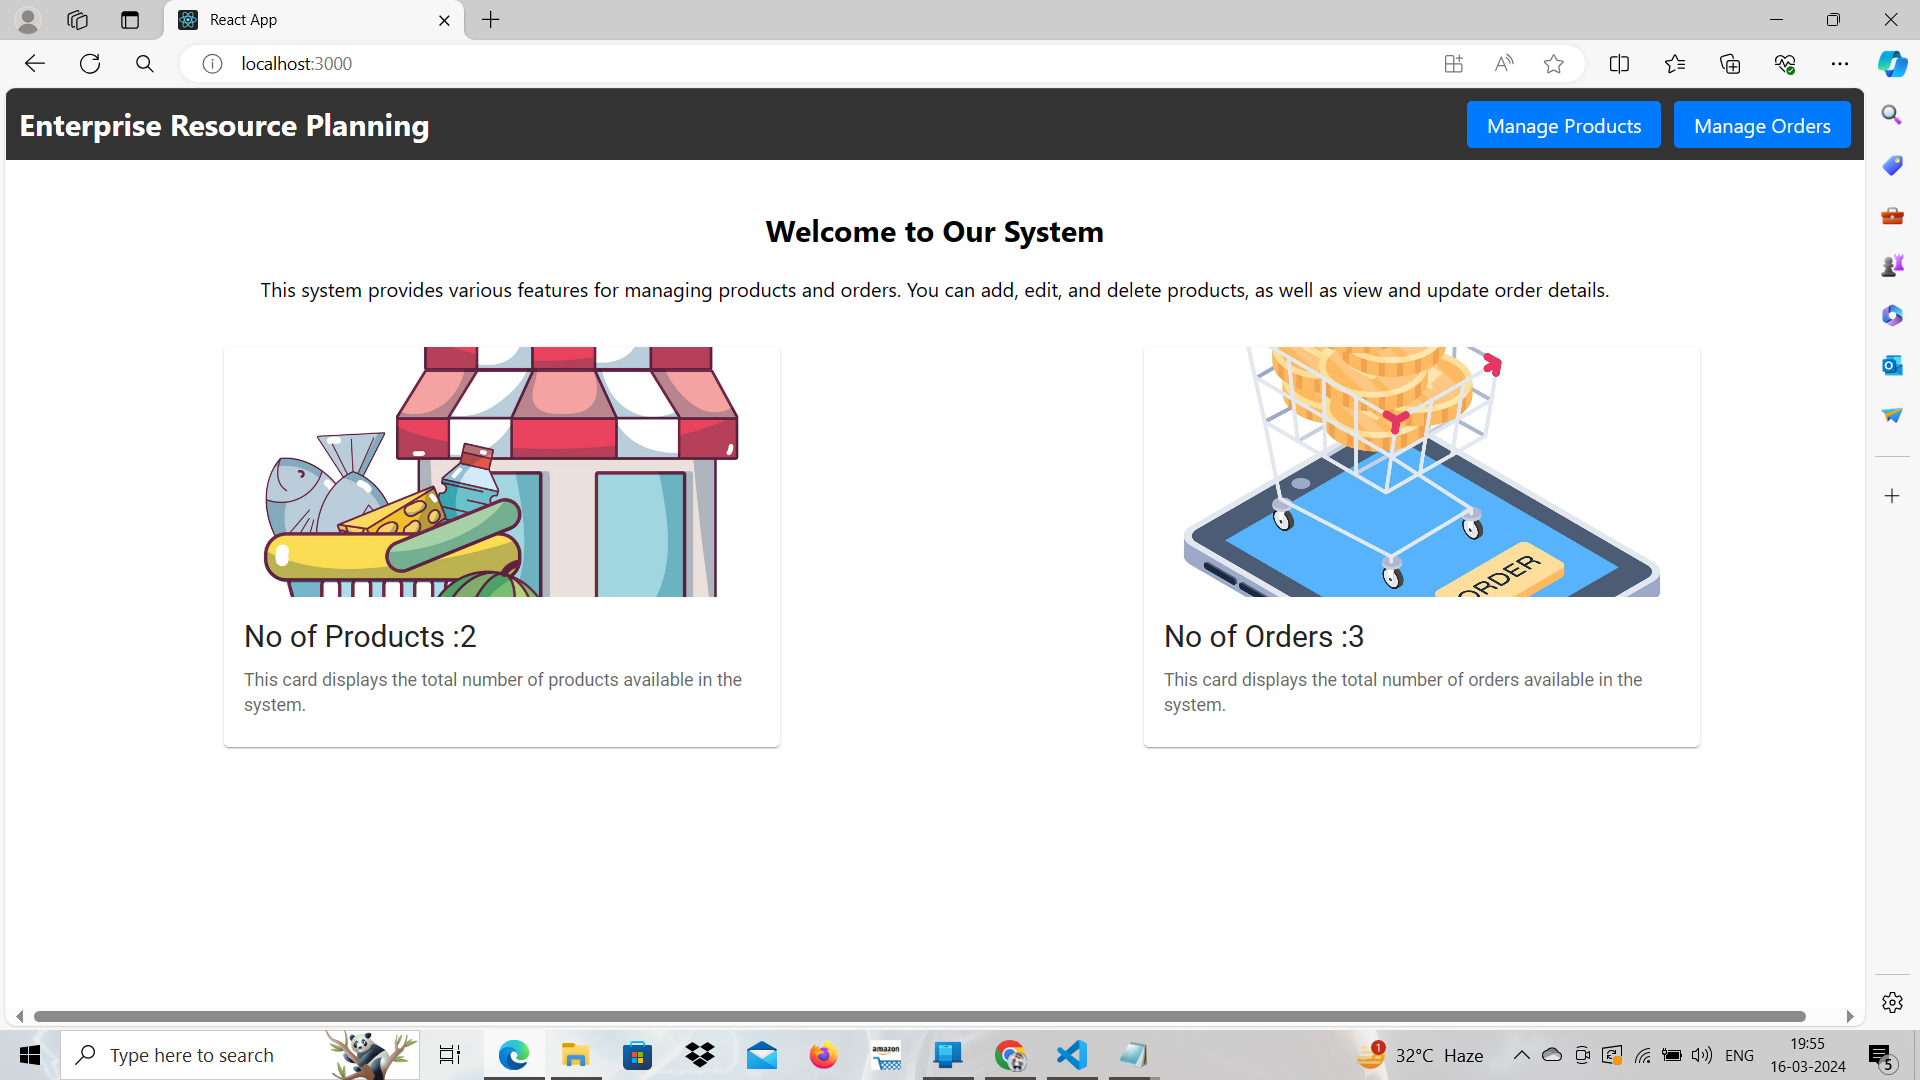 React App
localhost:3000
Enterprise Resource Planning
Manage Products
Manage Orders
Welcome to Our System
This system provides various features for managing products and orders. You can add, edit, and delete products, as well as view and update order details.
ORDER
No of Products :2
This card displays the total number of products available in the
system.
No of Orders :3
This card displays the total number of orders available in the
system.
Type here to search
amazon
1
32°C Haze
ENG
19:55
16-03-2024
5